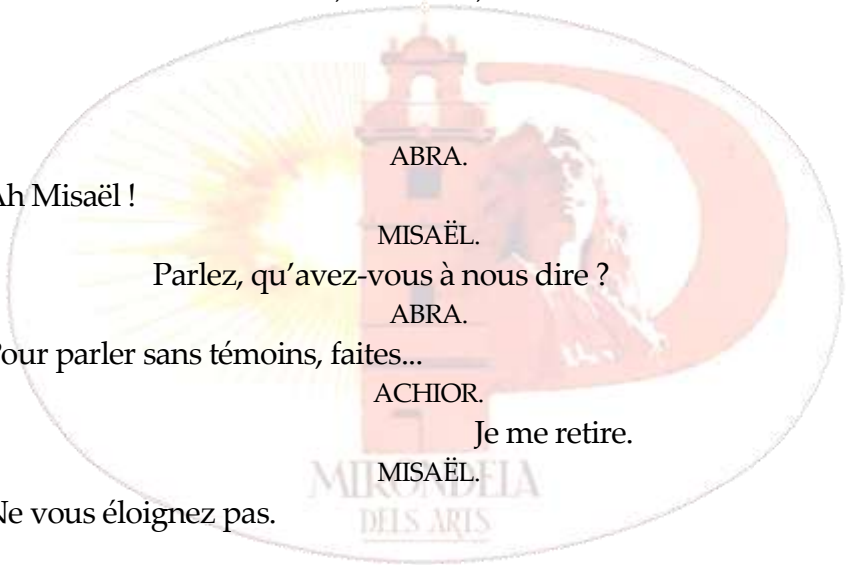 ABRA.
Ah Misaël !
MISAËL.
Parlez, qu’avez-vous à nous dire ?
ABRA.
Pour parler sans témoins, faites...
ACHIOR.
Je me retire.
MISAËL.
Ne vous éloignez pas.
MIRONDELA
DELS ARTS